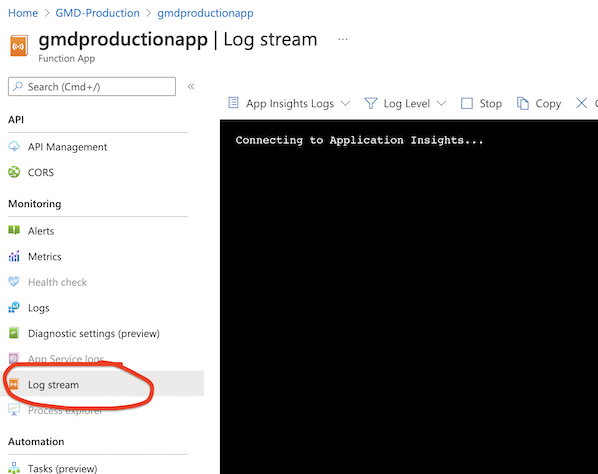 Home > GMD-Production > gmdproductionapp
gmdproductionapp | Log stream ...
Function App
Search (Cmd+/) «
App Insights Logs Log Level Stop Copy
Connecting to Application Insights...
API
API Management
CORS
Monitoring
Alerts
Metrics
Health check
Logs
Diagnostic settings (preview)
App Service logs
Log stream
Process explorer
Automation
Tasks (preview)